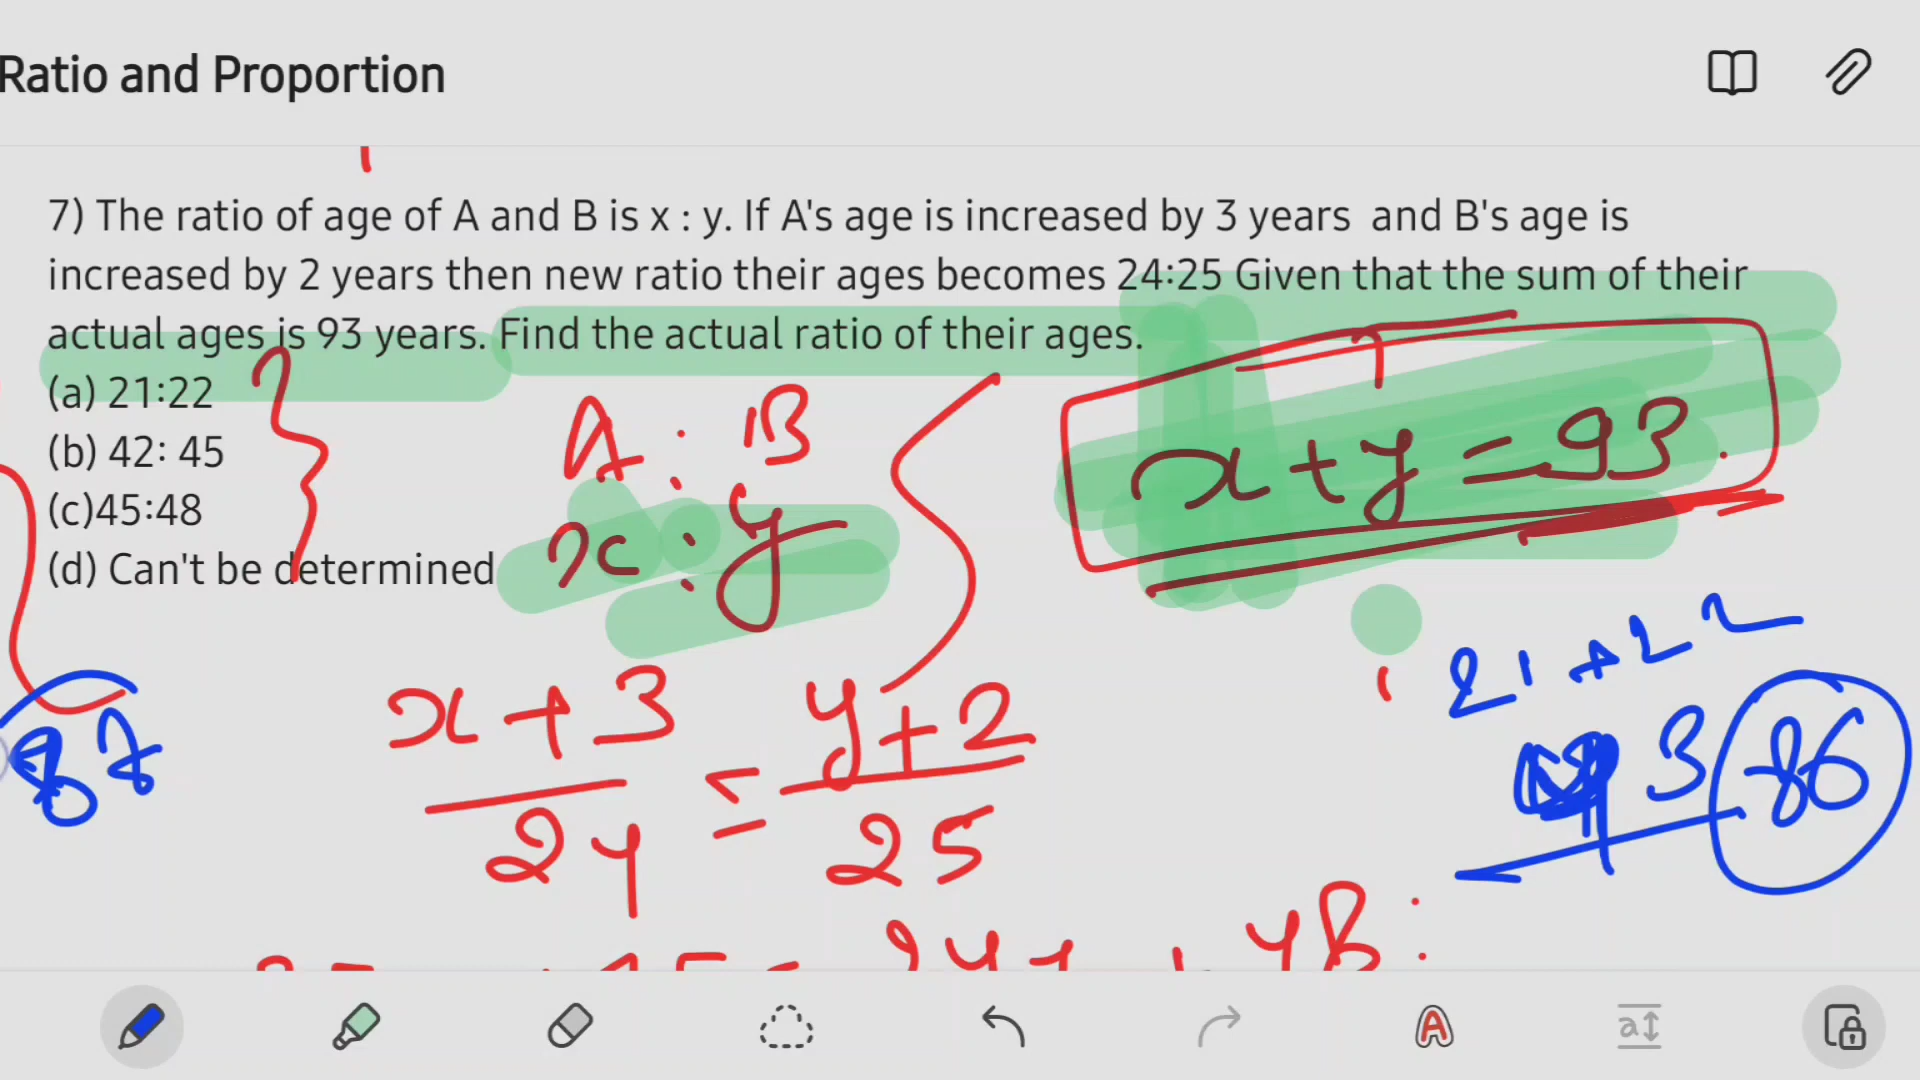 Ratio and Proportion
7) The ratio of age of A and B is x : y. If A's age is increased by 3 years and B's age is
increased by 2 years then new ratio their ages becomes 24:25 Given that the sum of their
actual ages is 93 years. Find the actual ratio of their ages.
(a) 21:22
(b) 42: 45
(c)45:48
(d) Can't be determined
A : B
x : y
x + y = 93
21 + 22
43 86
87
x + 3 = y + 2
24 25
48
A
a